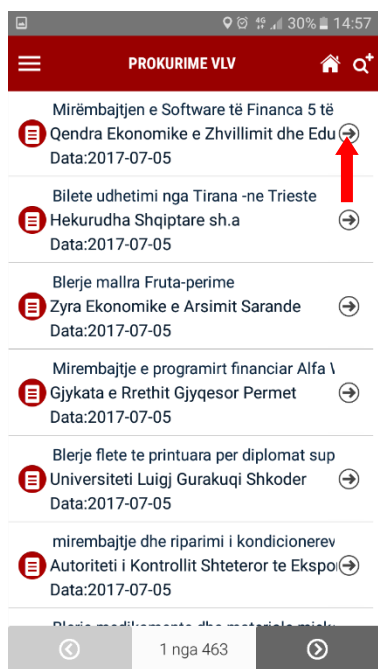 4G 30% 14:57
PROKURIME VLV
Mirëmbajtjen e Software të Financa 5 të
Qendra Ekonomike e Zhvillimit dhe Edu
Data:2017-07-05
Bilete udhetimi nga Tirana -ne Trieste
Hekurudha Shqiptare sh.a
Data:2017-07-05
Blerje mallra Fruta-perime
Zyra Ekonomike e Arsimit Sarande
Data:2017-07-05
Mirembajtje e programirt financiar Alfa
Gjykata e Rrethit Gjyqesor Permet
Data:2017-07-05
Blerje flete te printuara per diplomat sup
Universiteti Luigj Gurakuqi Shkoder
Data:2017-07-05
mirembajtje dhe riparimi i kondicionerev
Autoriteti i Kontrollit Shteteror te Ekspo
Data:2017-07-05
1 nga 463